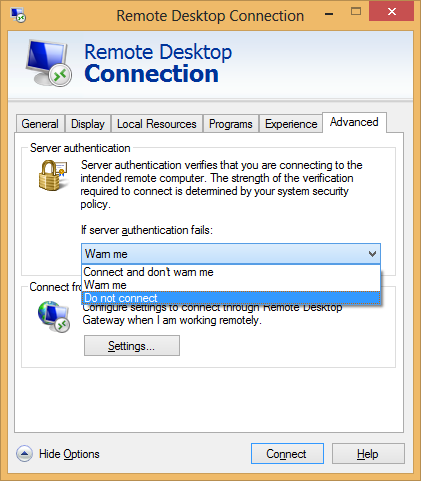 Remote Desktop Connection
Remote Desktop
Connection
General
Display
Local Resources
Programs
Experience
Advanced
Server authentication
Server authentication verifies that you are connecting to the
intended remote computer. The strength of the verification
required to connect is determined by your system security
policy.
If server authentication fails:
Warn me
Connect and don't warn me
Warn me
Do not connect
Connect fro
Configure settings to connect through Remote Desktop
Gateway when I am working remotely.
Settings...
Hide Options
Connect
Help